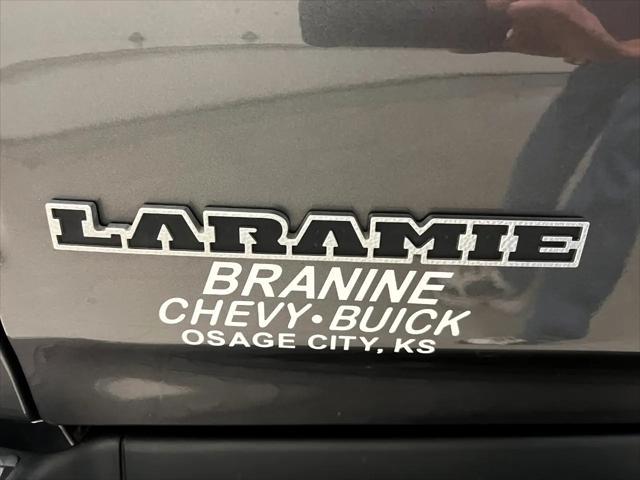 LARAMIE
BRANINE
CHEVY•BUICK
OSAGE CITY, KS